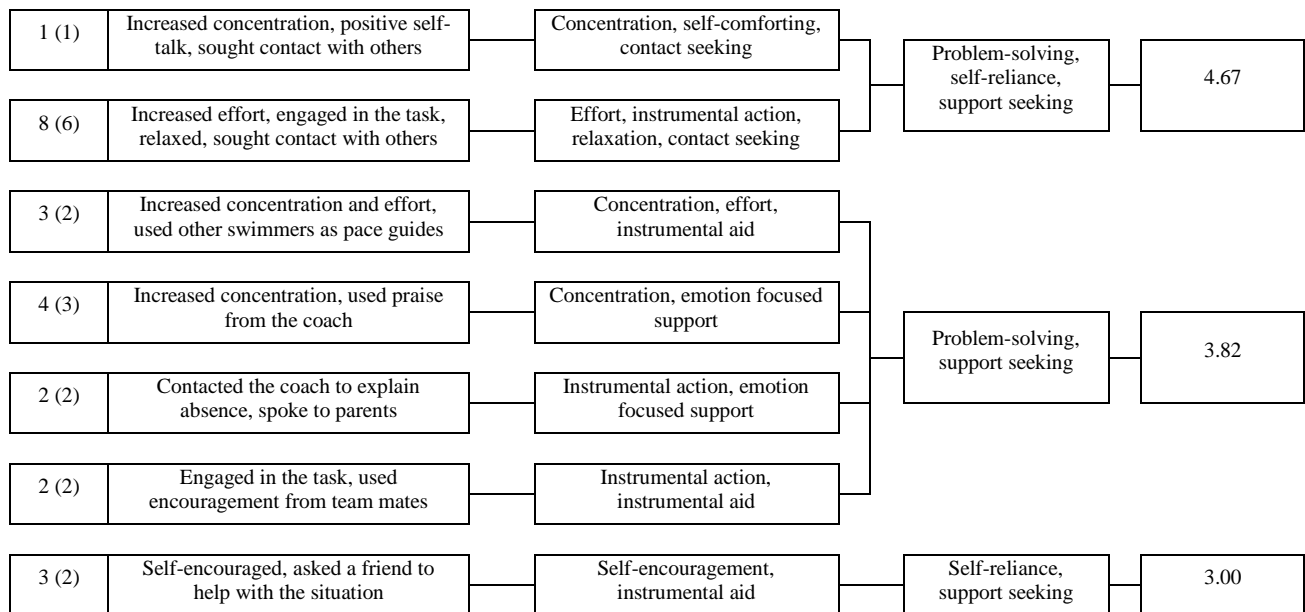 1 (1)
Increased concentration, positive self-
talk, sought contact with others
Concentration, self-comforting,
contact seeking
8 (6)
Increased effort, engaged in the task,
relaxed, sought contact with others
Effort, instrumental action,
relaxation, contact seeking
Problem-solving,
self-reliance,
support seeking
4.67
3 (2)
Increased concentration and effort,
used other swimmers as pace guides
Concentration, effort,
instrumental aid
4 (3)
Increased concentration, used praise
from the coach
Concentration, emotion focused
support
2 (2)
Contacted the coach to explain
absence, spoke to parents
Instrumental action, emotion
focused support
2 (2)
Engaged in the task, used
encouragement from team mates
Instrumental action,
instrumental aid
Problem-solving,
support seeking
3.82
3 (2)
Self-encouraged, asked a friend to
help with the situation
Self-encouragement,
instrumental aid
Self-reliance,
support seeking
3.00